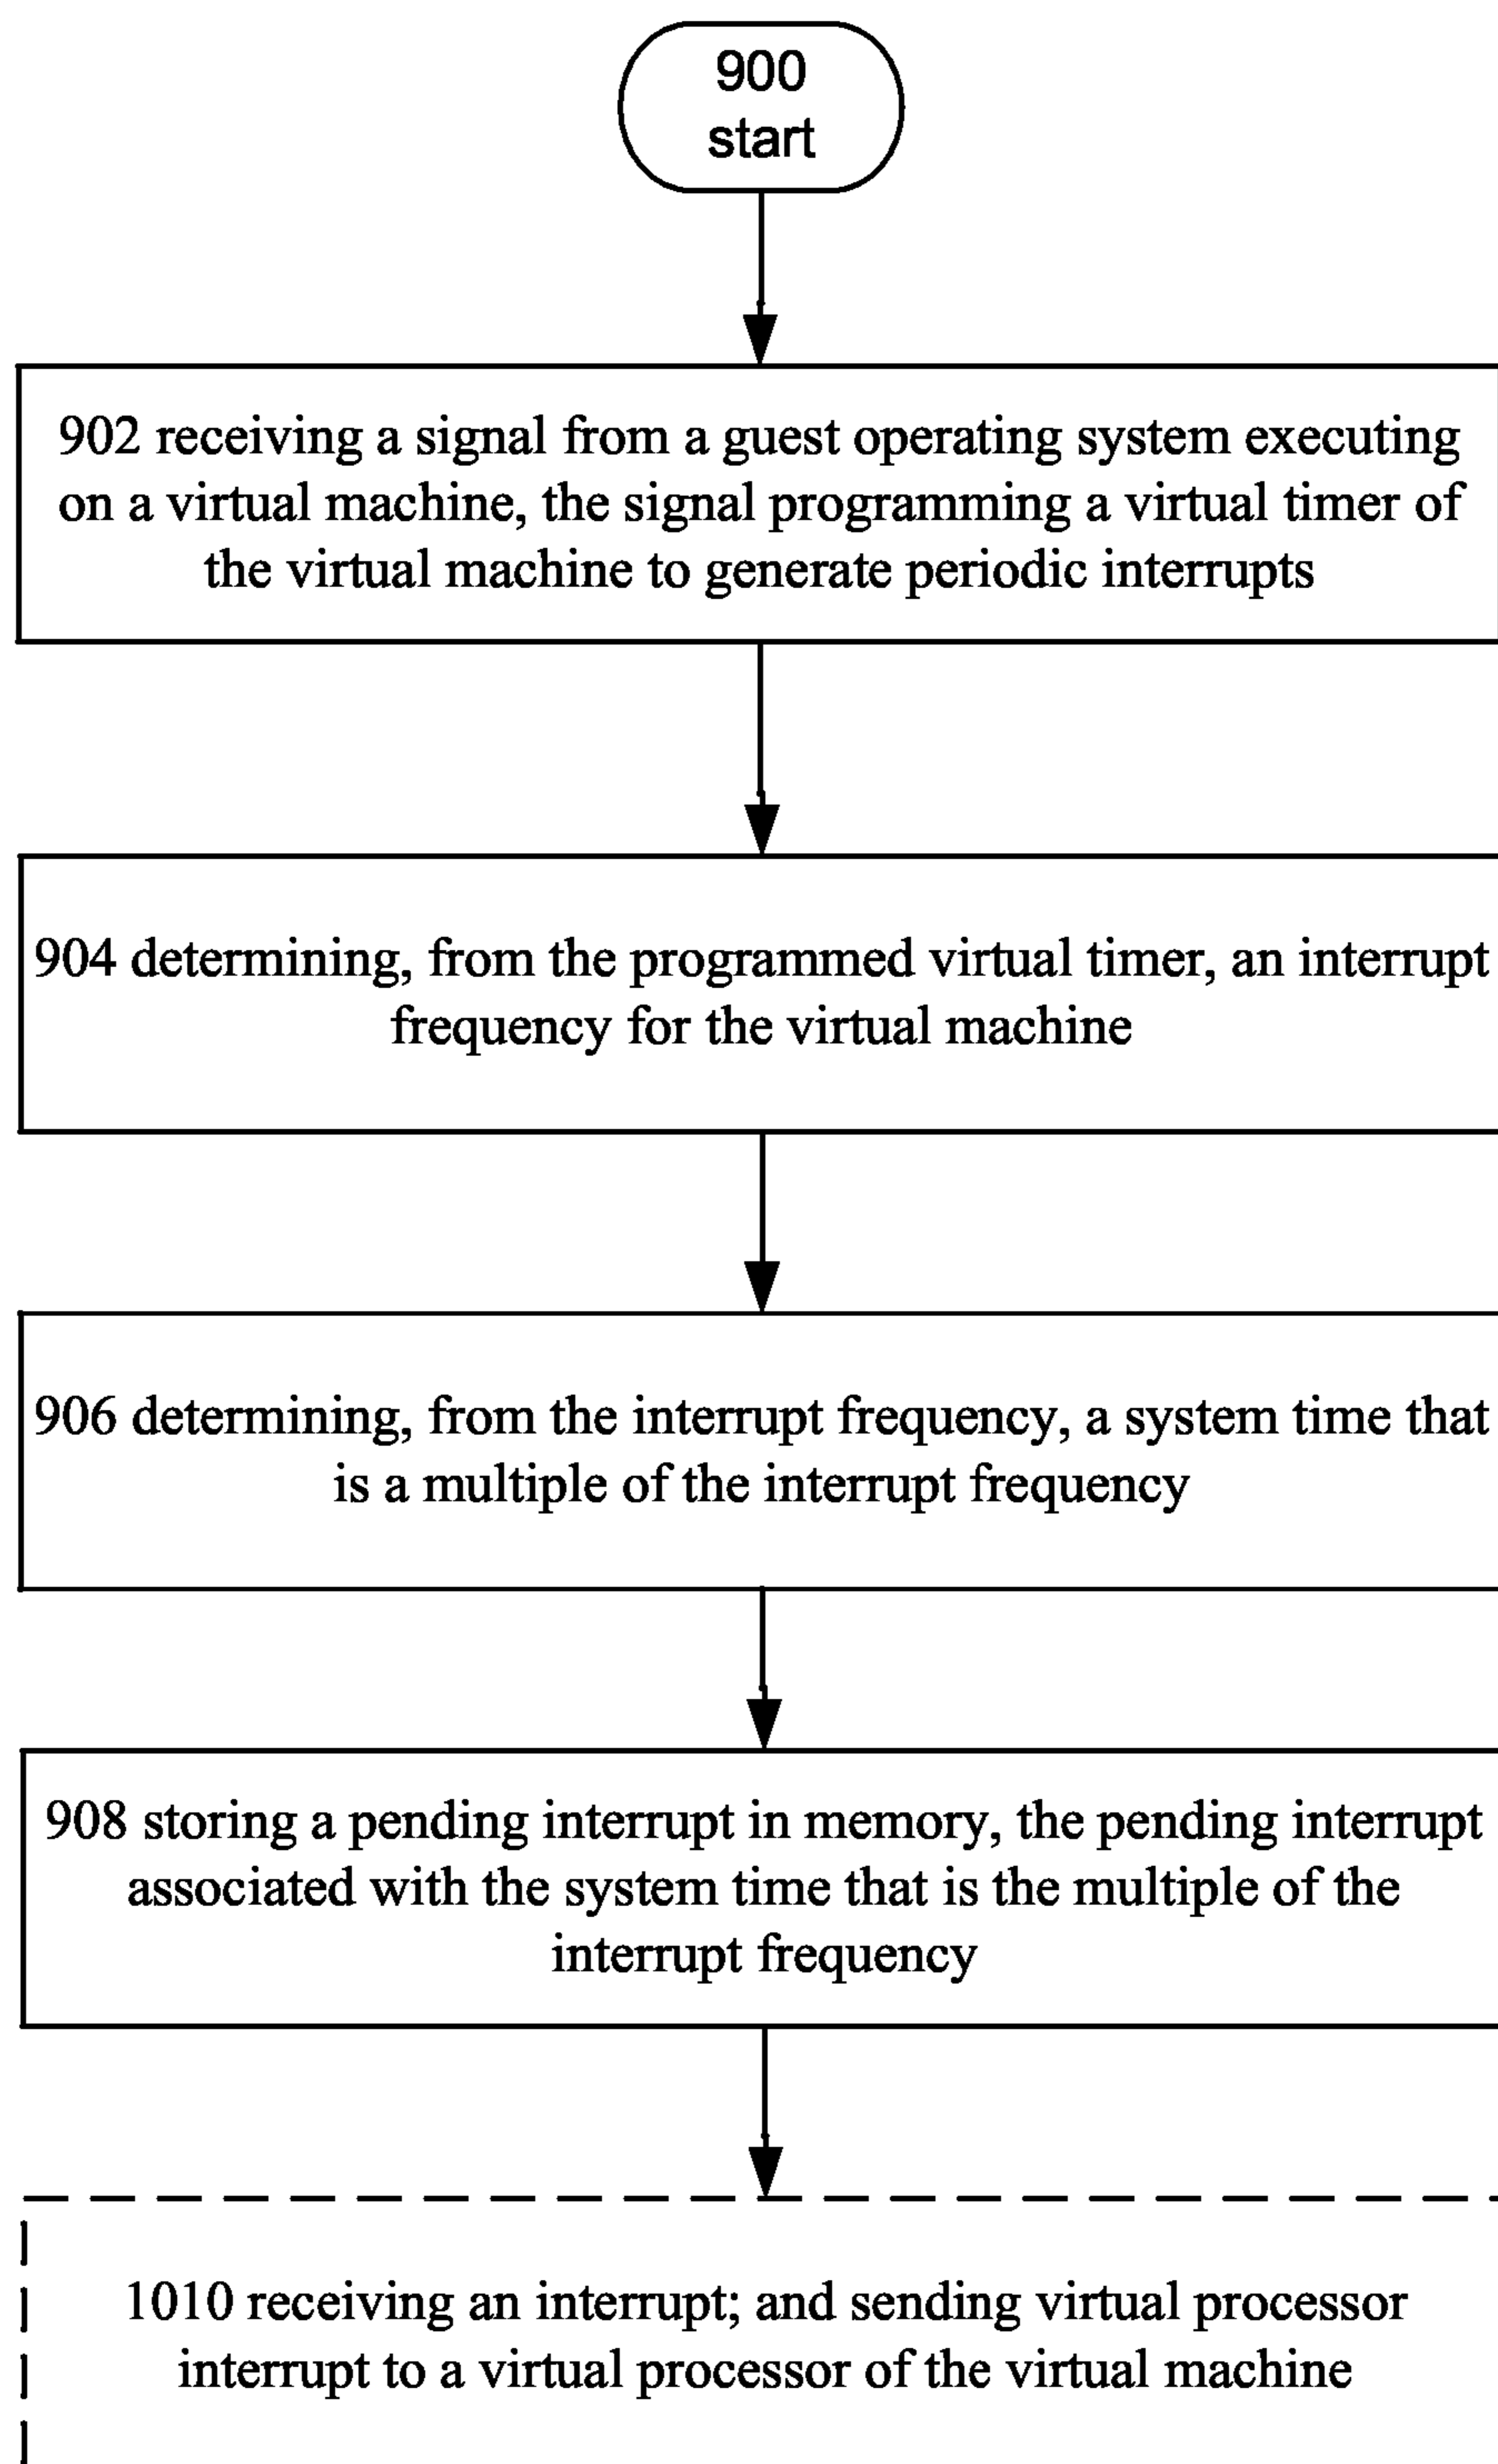 900
start
902 receiving a signal from a guest operating system executing
on a virtual machine, the signal programming a virtual timer of
the virtual machine to generate periodic interrupts
904 determining, from the programmed virtual timer, an interrupt
frequency for the virtual machine
906 determining, from the interrupt frequency, a system time that
is a multiple of the interrupt frequency
908 storing a pending interrupt in memory, the pending interrupt
associated with the system time that is the multiple of the
interrupt frequency
1010 receiving an interrupt; and sending virtual processor
interrupt to a virtual processor of the virtual machine